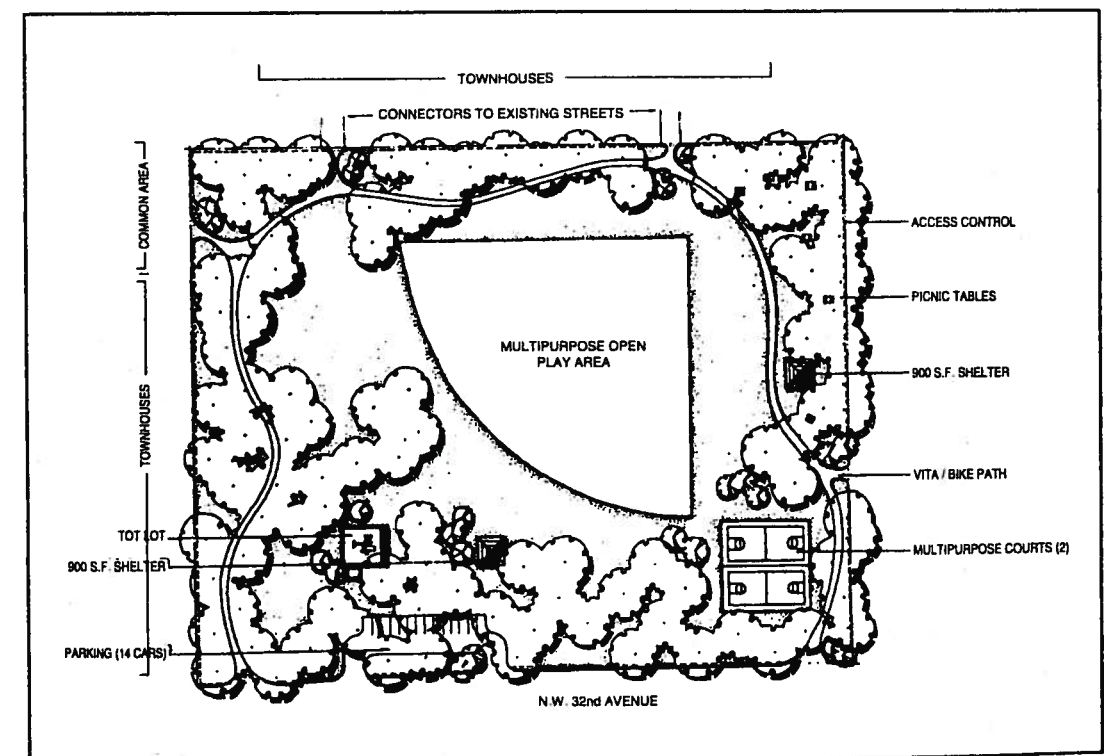 TOWNHOUSES
CONNECTORS TO EXISTING STREETS
COMMON AREA
TOWNHOUSES
ACCESS CONTROL
PICNIC TABLES
MULTIPURPOSE OPEN
PLAY AREA
900 S.F. SHELTER
VITA / BIKE PATH
TOT LOT
MULTIPURPOSE COURTS (2)
900 S.F. SHELTER
PARKING (14 CARS)
N.W. 32nd AVENUE